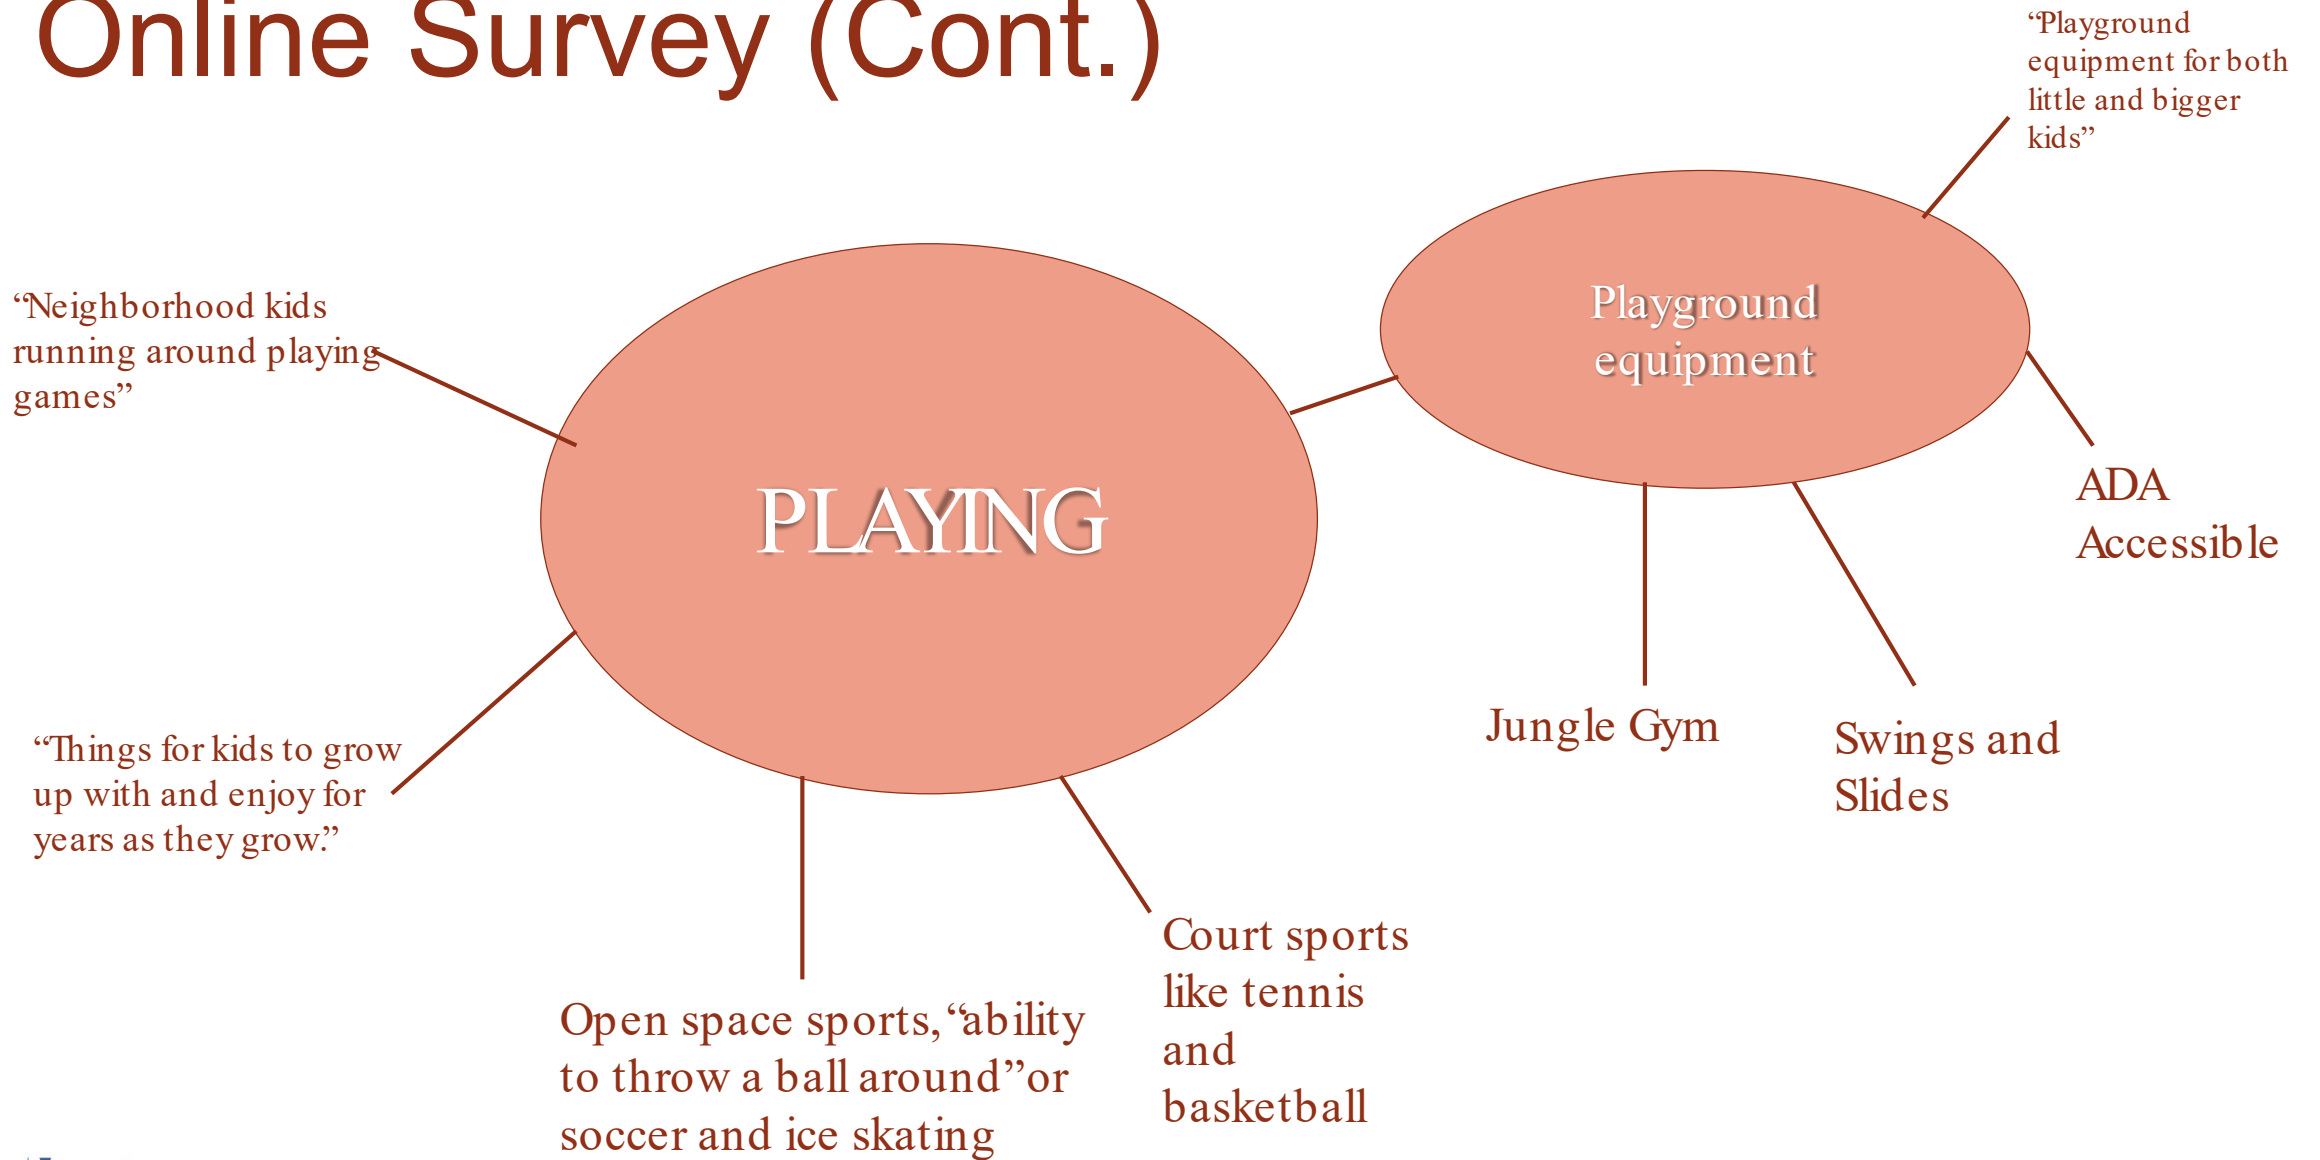 Online Survey (Cont.)
“Playground
equipment for both
little and bigger
kids”
“Neighborhood kids
running around playing
games”
Playground
equipment
PLAYING
ADA
Accessible
Jungle Gym
Swings and
Slides
“Things for kids to grow
up with and enjoy for
years as they grow.”
Court sports
like tennis
and
basketball
Open space sports, “ability
to throw a ball around” or
soccer and ice skating